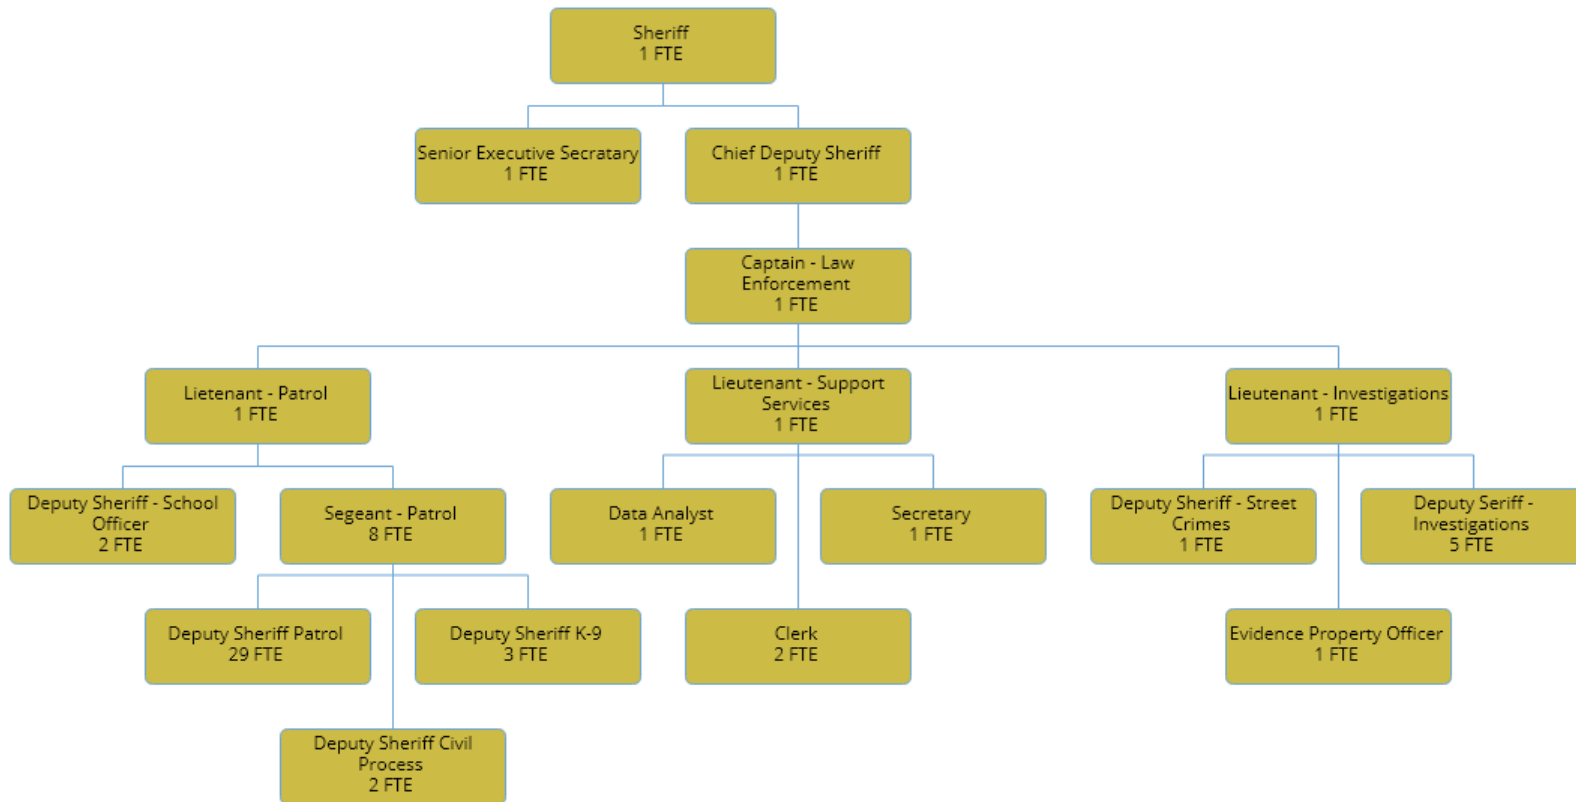 Sheriff
1 FTE
Senior Executive Secratary
1 FTE
Chief Deputy Sheriff
1 FTE
Captain - Law
Enforcement
1 FTE
Lietenant - Patrol
1 FTE
Lieutenant - Support
Services
1 FTE
Lieutenant - Investigations
1 FTE
Deputy Sheriff - School
Officer
2 FTE
Segeant - Patrol
8 FTE
Data Analyst
1 FTE
Secretary
1 FTE
Deputy Sheriff - Street
Crimes
1 FTE
Deputy Seriff -
Investigations
5 FTE
Deputy Sheriff Patrol
29 FTE
Deputy Sheriff K-9
3 FTE
Clerk
2 FTE
Evidence Property Officer
1 FTE
Deputy Sheriff Civil
Process
2 FTE